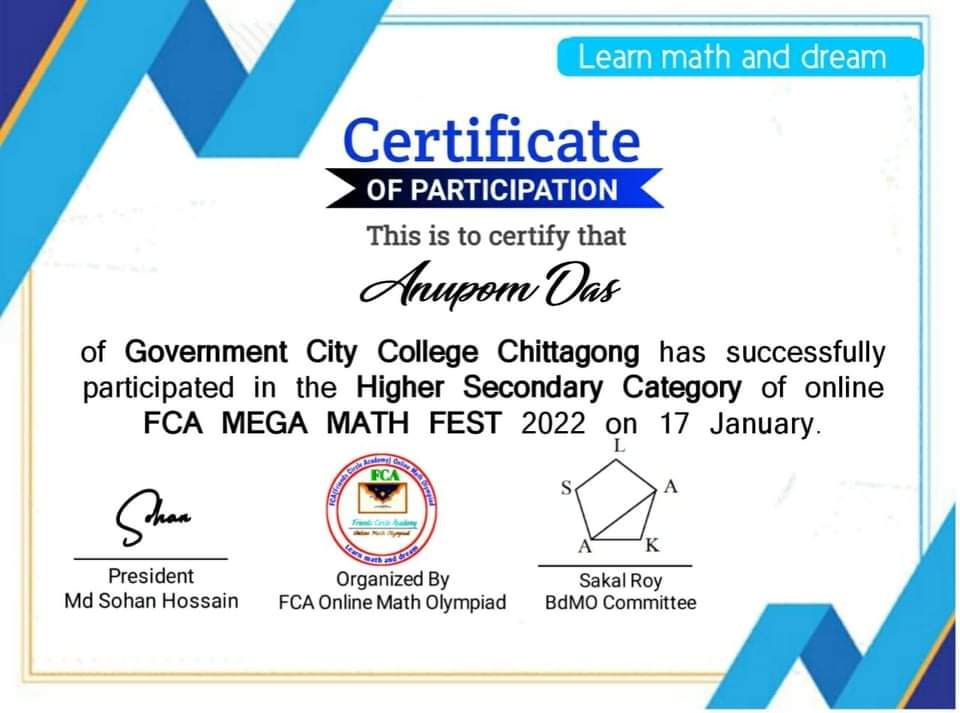 Learn math and dream
Certificate
OF PARTICIPATION
This is to certify that
Anupom Das
of Government City College Chittagong has successfully
participated in the Higher Secondary Category of online
FCA MEGA MATH FEST 2022 on 17 January.
Sohan
President
Md Sohan Hossain
FCA(Friends Circle Academy) Online Math Olympiad
FCA
Friends Circle Academy
Online Math Olympiad
Learn math and dream
Organized By
FCA Online Math Olympiad
L
S A
A K
Sakal Roy
BdMO Committee